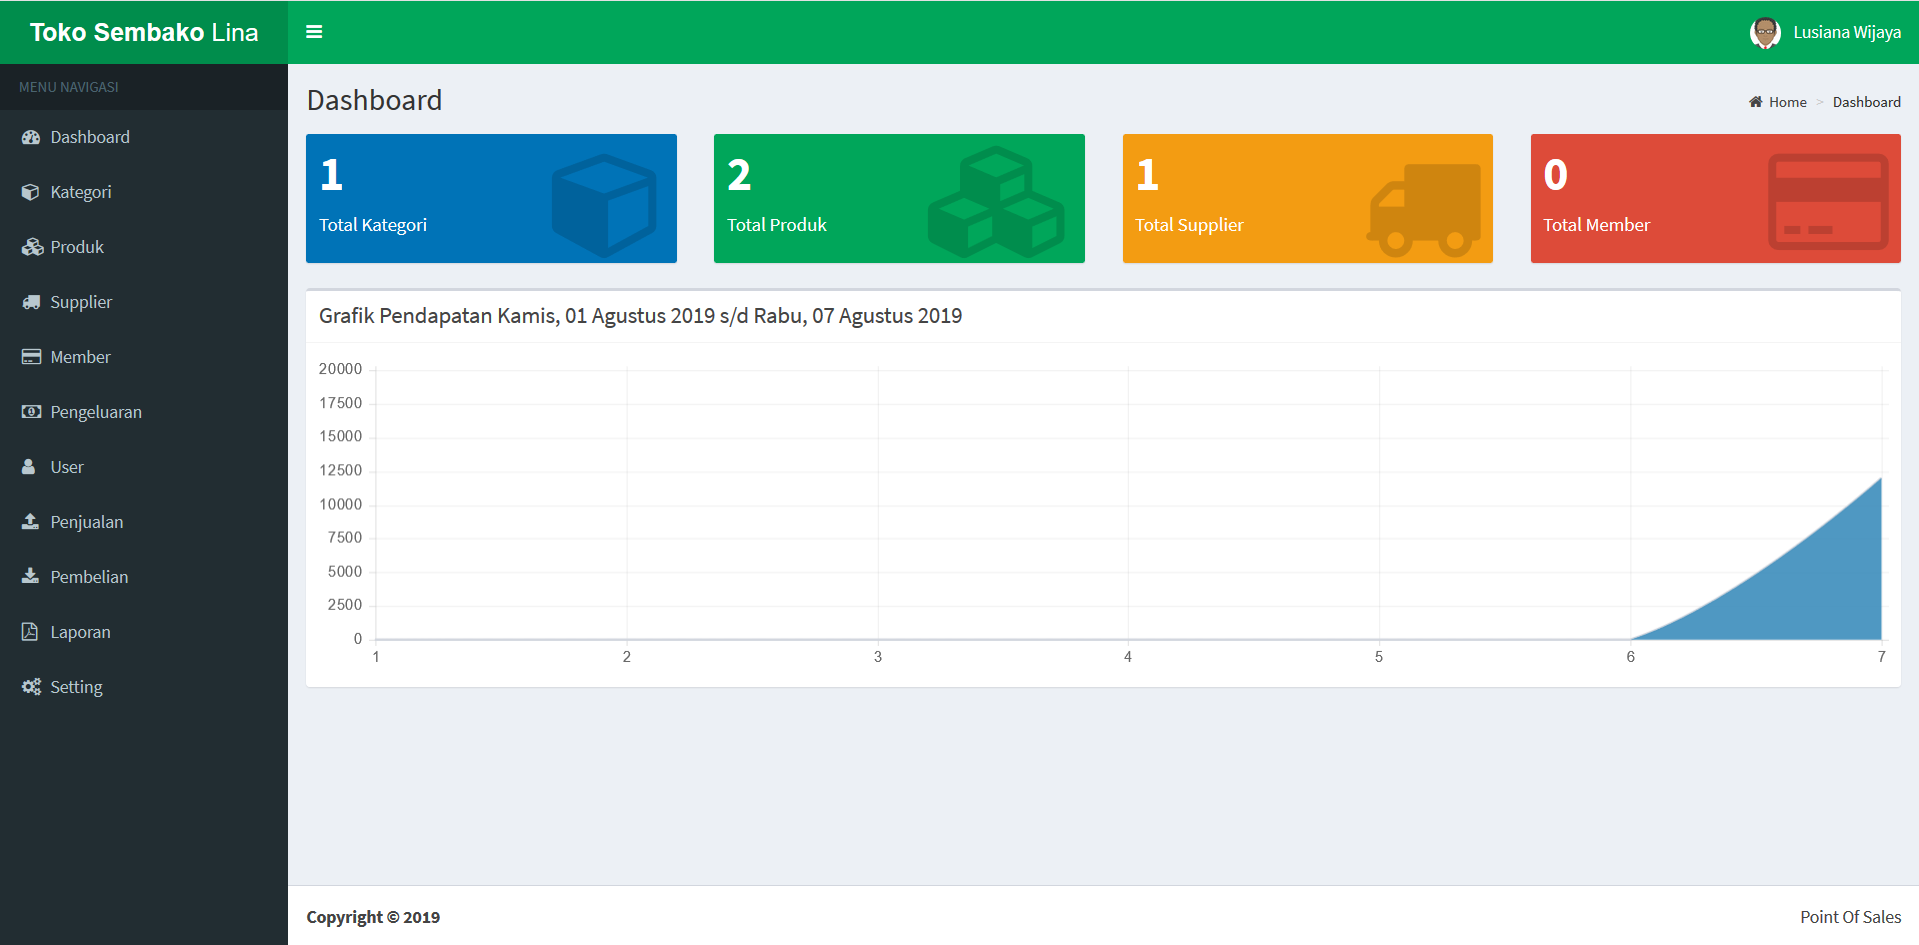 Toko Sembako Lina
Lusiana Wijaya
MENU NAVIGASI
Dashboard
Kategori
Produk
Supplier
Member
Pengeluaran
User
Penjualan
Pembelian
Laporan
Setting
Dashboard
Home > Dashboard
1
Total Kategori
2
Total Produk
1
Total Supplier
0
Total Member
Grafik Pendapatan Kamis, 01 Agustus 2019 s/d Rabu, 07 Agustus 2019
20000
17500
15000
12500
10000
7500
5000
2500
0
1 2 3 4 5 6 7
Copyright © 2019
Point Of Sales